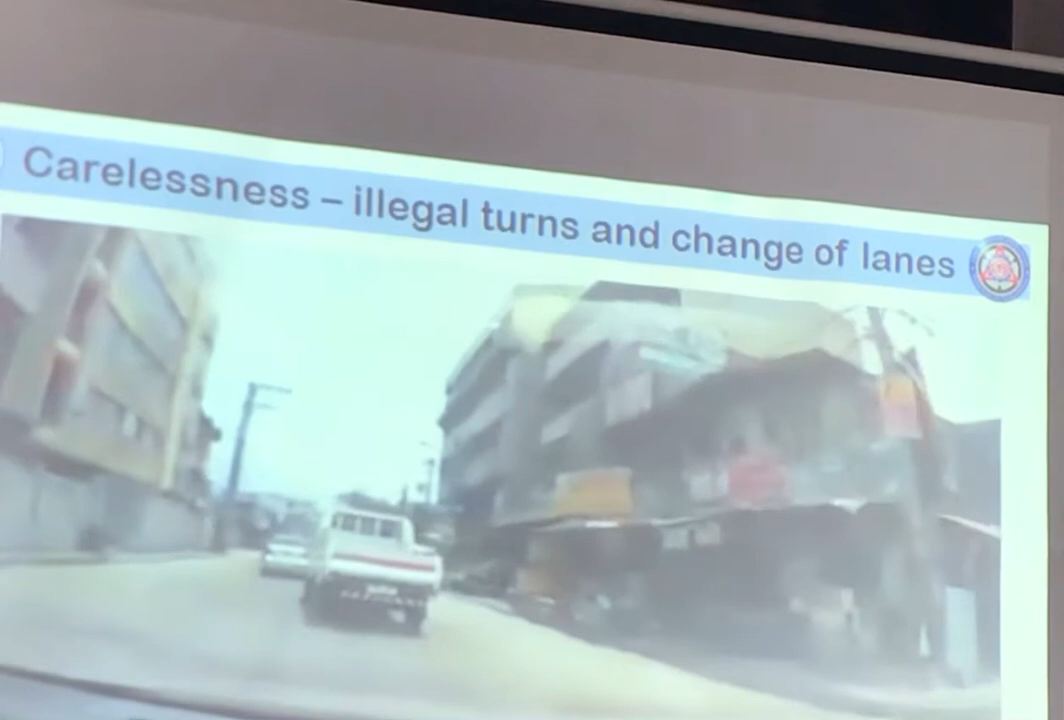 Carelessness – illegal turns and change of lanes